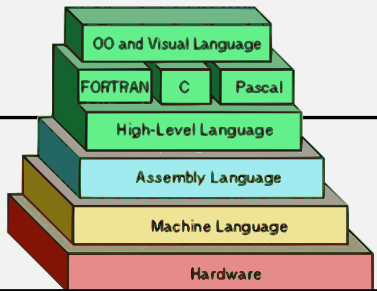 OO and Visual Language
FORTRAN C Pascal
High-Level Language
Assembly Language
Machine Language
Hardware